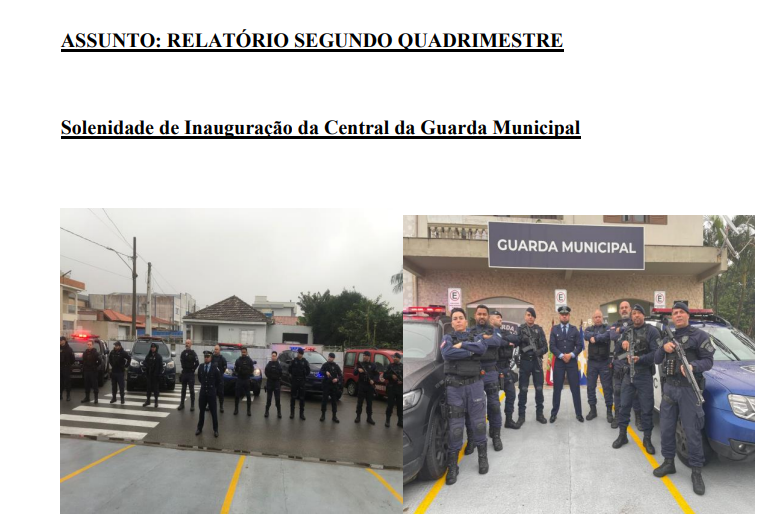 ASSUNTO: RELATÓRIO SEGUNDO QUADRIMESTRE
Solenidade de Inauguração da Central da Guarda Municipal
GUARDA MUNICIPAL
E
E
E